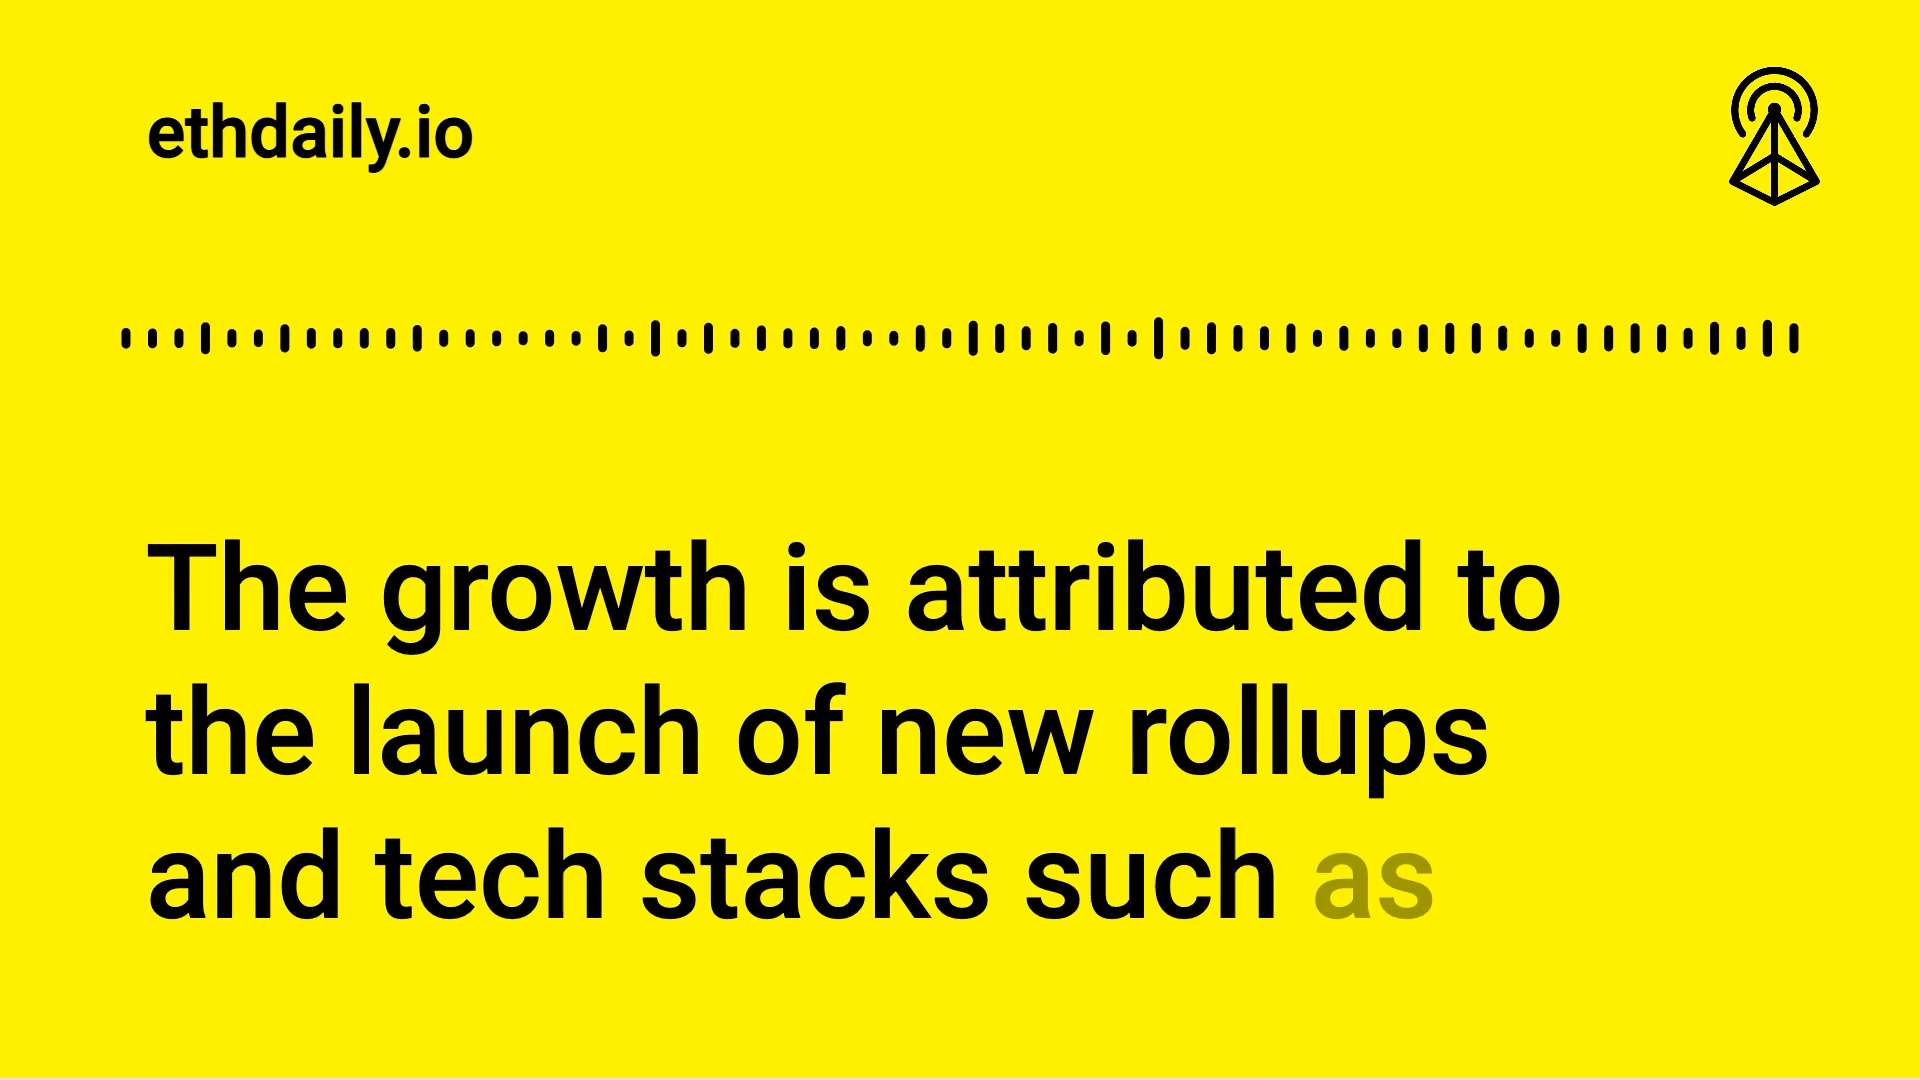 ethdaily.io
The growth is attributed to
the launch of new rollups
and tech stacks such as